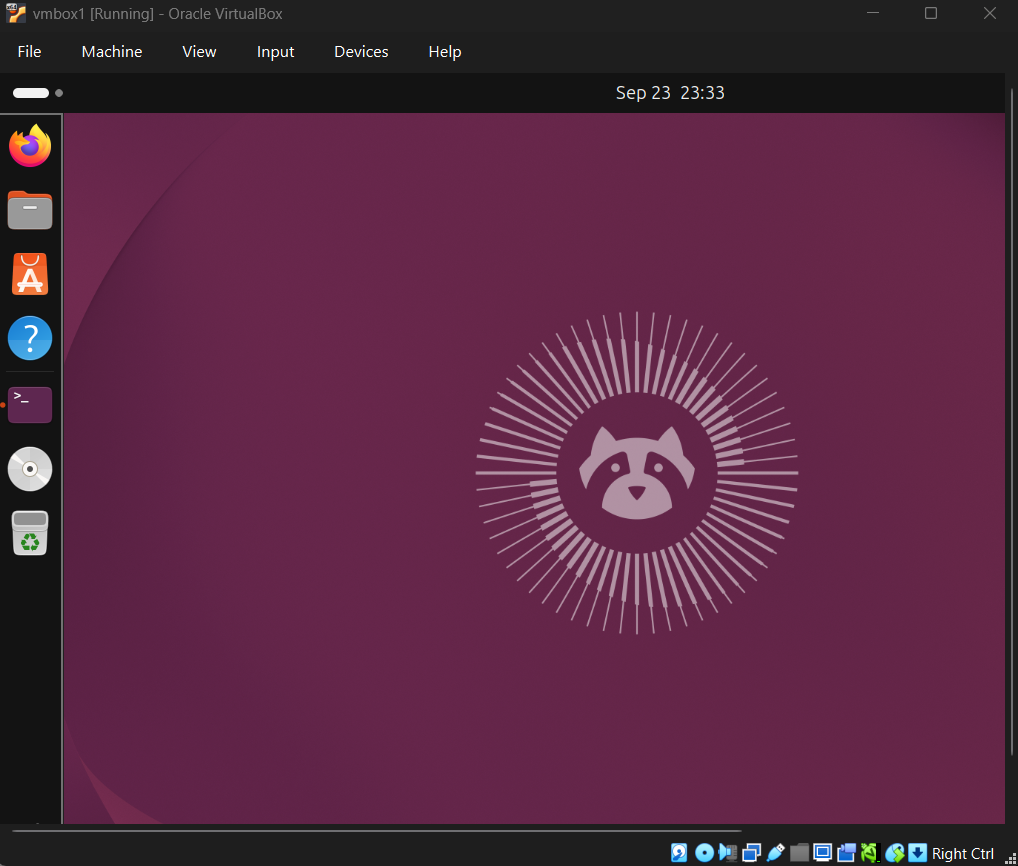 vmbox1 [Running] - Oracle VirtualBox
File Machine View Input Devices Help
Sep 23 23:33
?
>_
Right Ctrl